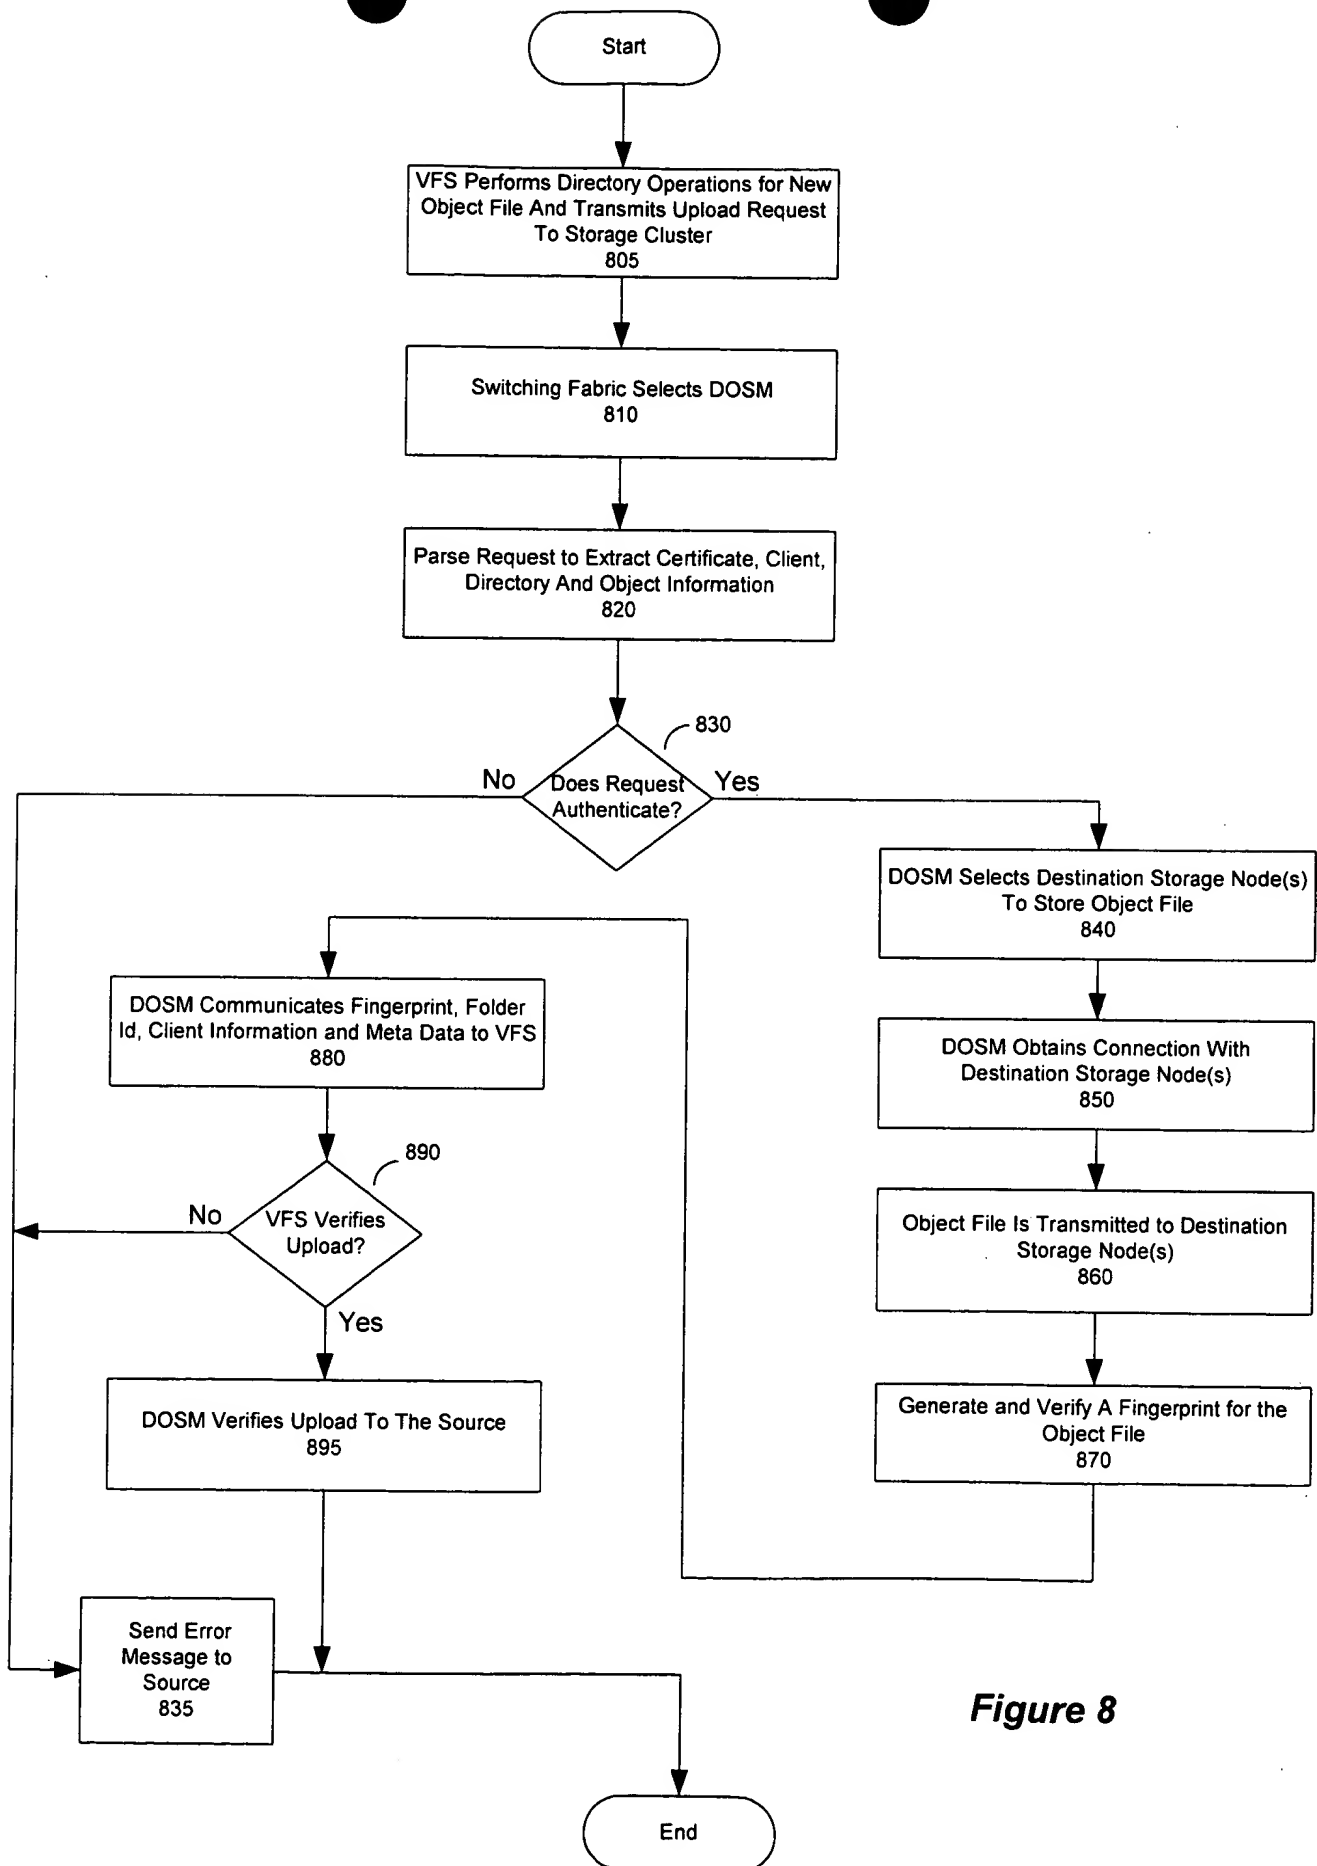 Start
VFS Performs Directory Operations for New
Object File And Transmits Upload Request
To Storage Cluster
805
Switching Fabric Selects DOSM
810
Parse Request to Extract Certificate, Client,
Directory And Object Information
820
830
No
Does Request
Authenticate?
Yes
DOSM Selects Destination Storage Node(s)
To Store Object File
840
DOSM Obtains Connection With
Destination Storage Node(s)
850
Object File Is Transmitted to Destination
Storage Node(s)
860
Generate and Verify A Fingerprint for the
Object File
870
DOSM Communicates Fingerprint, Folder
Id, Client Information and Meta Data to VFS
880
890
No
VFS Verifies
Upload?
Yes
DOSM Verifies Upload To The Source
895
Send Error
Message to
Source
835
Figure 8
End